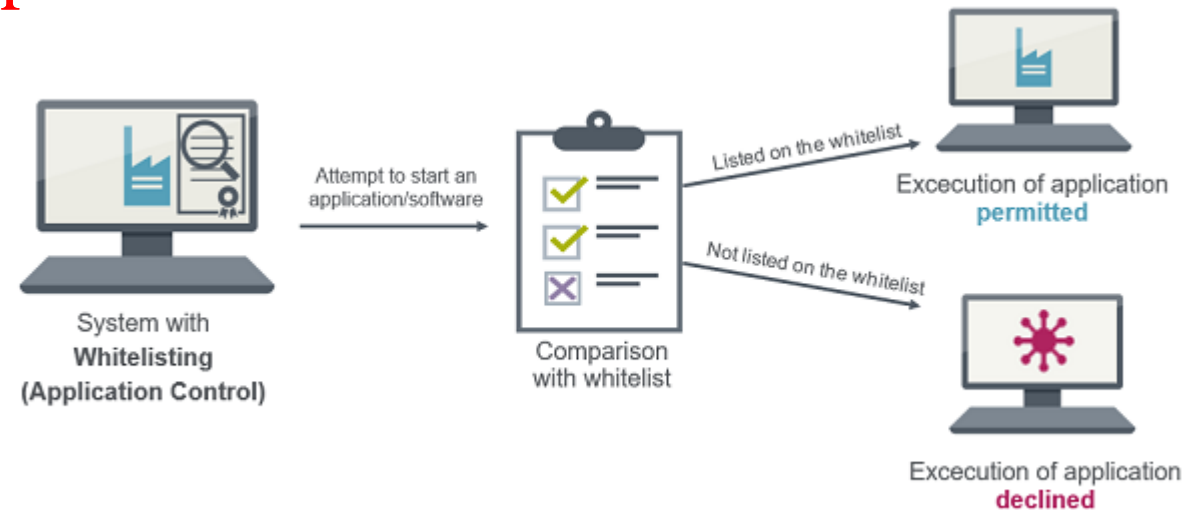 Attempt to start an
application/software
Listed on the whitelist
Excecution of application
permitted
Not listed on the whitelist
System with
Whitelisting
(Application Control)
Comparison
with whitelist
Excecution of application
declined